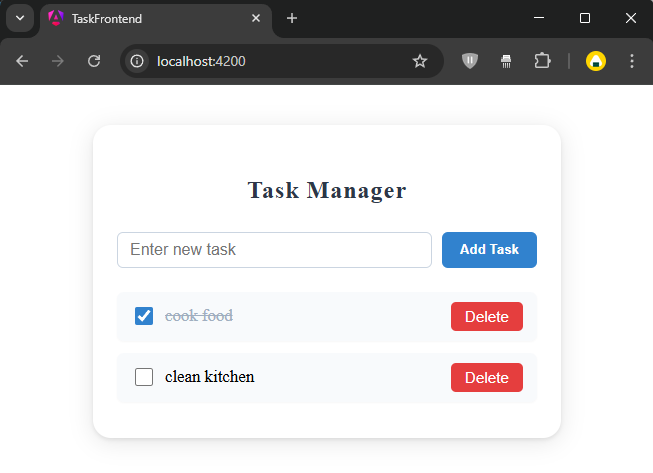 TaskFrontend
localhost:4200
Task Manager
Enter new task Add Task
cook food Delete
clean kitchen Delete